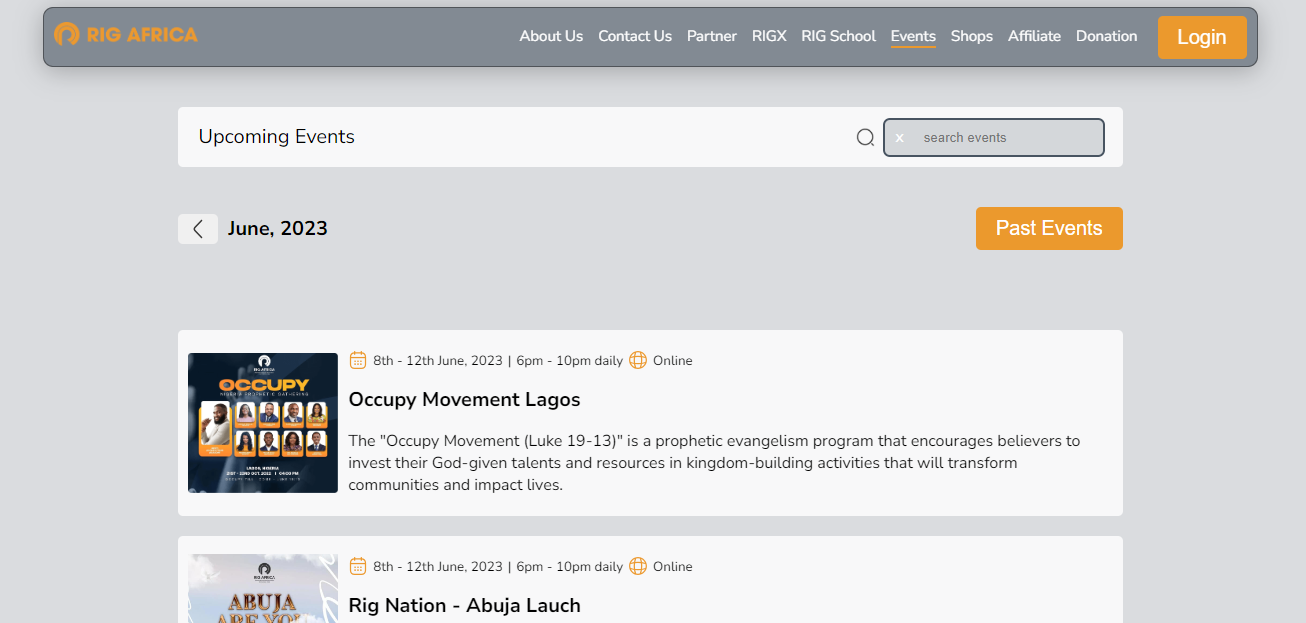 RIG AFRICA
About Us Contact Us Partner RIGX RIG School Events Shops Affiliate Donation Login
Upcoming Events
x search events
June, 2023
Past Events
8th - 12th June, 2023 | 6pm - 10pm daily Online
RIG AFRICA
OCCUPY
NIGERIA PROPHETIC GATHERING
LAGOS, NIGERIA
Occupy Movement Lagos
The "Occupy Movement (Luke 19-13)" is a prophetic evangelism program that encourages believers to
invest their God-given talents and resources in kingdom-building activities that will transform
communities and impact lives.
8th - 12th June, 2023 | 6pm - 10pm daily Online
RIG AFRICA
ABUJA
ARE YOU
Rig Nation - Abuja Lauch